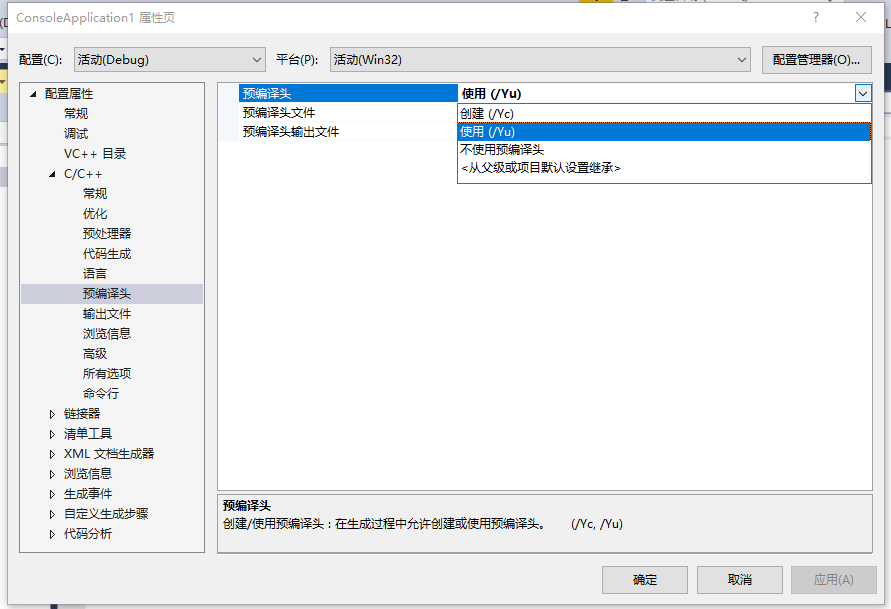 ConsoleApplication1 属性页
?
配置(C):
活动(Debug)
平台(P):
活动(Win32)
配置管理器(O)...
配置属性
常规
调试
VC++ 目录
C/C++
常规
优化
预处理器
代码生成
语言
预编译头
输出文件
浏览信息
高级
所有选项
命令行
链接器
清单工具
XML 文档生成器
浏览信息
生成事件
自定义生成步骤
代码分析
预编译头 使用 (/Yu)
预编译头文件
预编译头输出文件
创建 (/Yc)
使用 (/Yu)
不使用预编译头
<从父级或项目默认设置继承>
预编译头
创建/使用预编译头：在生成过程中允许创建或使用预编译头。 (/Yc, /Yu)
确定
取消
应用(A)